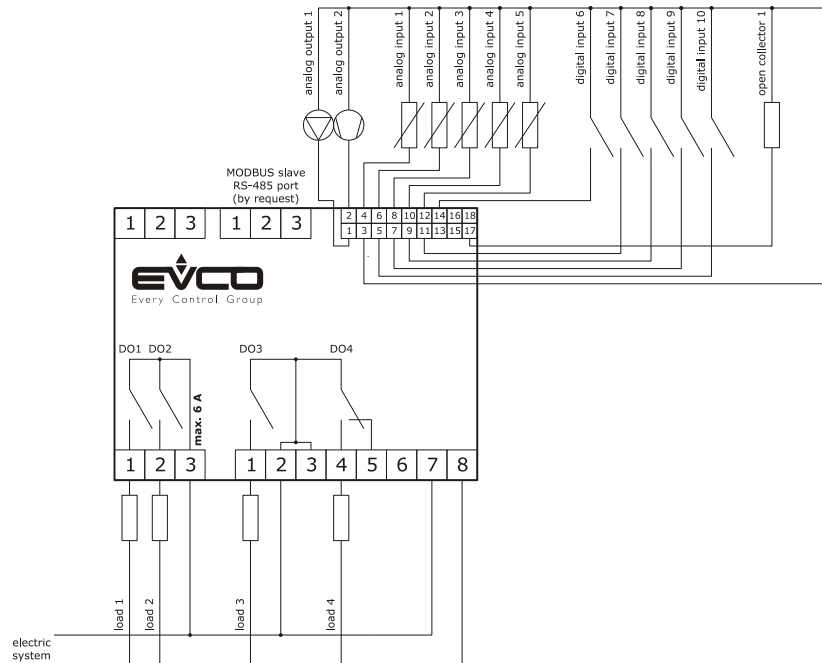 analog output 1
analog output 2
analog input 1
analog input 2
analog input 3
analog input 4
analog input 5
digital input 6
digital input 7
digital input 8
digital input 9
digital input 10
open collector 1
MODBUS slave
RS-485 port
(by request)
1 2 3
1 2 3
2 4 6 8 10 12 14 16 18
1 3 5 7 9 11 13 15 17
EVCO
Every Control Group
DO1 DO2
DO3
DO4
max. 6 A
1 2 3
1 2 3 4 5 6 7 8
load 1
load 2
load 3
load 4
electric
system